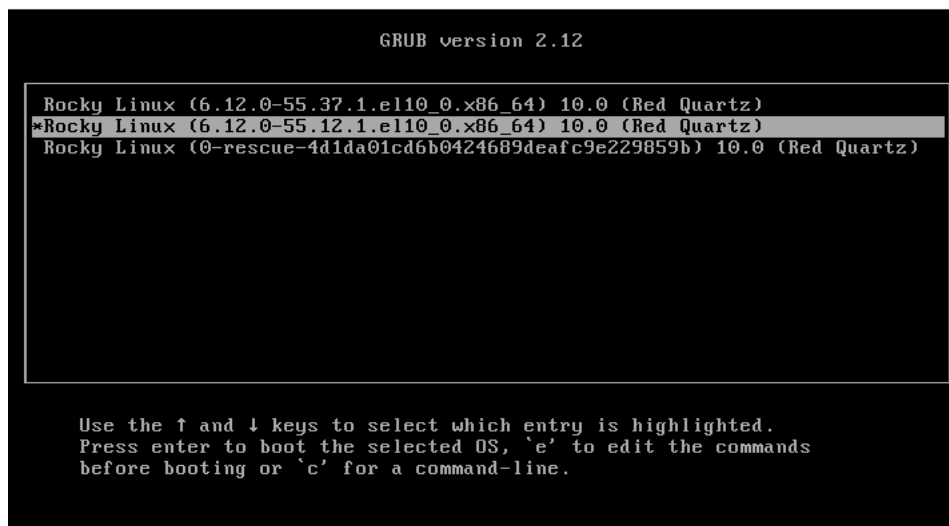 GRUB version 2.12
Rocky Linux (6.12.0-55.37.1.el10_0.x86_64) 10.0 (Red Quartz)
*Rocky Linux (6.12.0-55.12.1.el10_0.x86_64) 10.0 (Red Quartz)
Rocky Linux (0-rescue-4d1da01cd6b0424689deafc9e229859b) 10.0 (Red Quartz)
Use the ↑ and ↓ keys to select which entry is highlighted.
Press enter to boot the selected OS, `e' to edit the commands
before booting or `c' for a command-line.